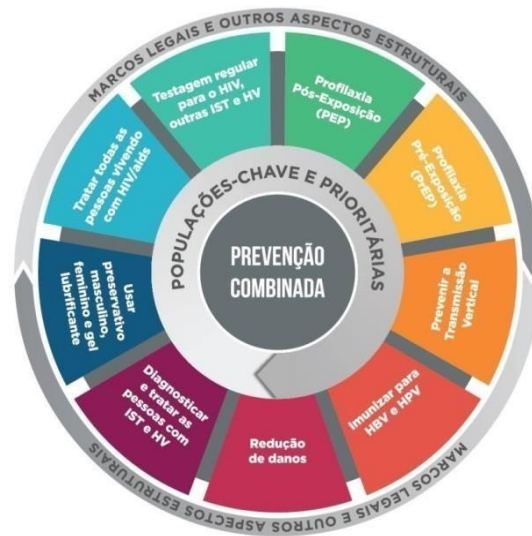 MARCOS LEGAIS E OUTROS ASPECTOS ESTRUTURAIS
Testagem regular
para o HIV,
outras IST e HV
Profilaxia
Pós-Exposição
(PEP)
Profilaxia
Pré-Exposição
(PrEP)
Prevenir a
Transmissão
Vertical
Imunizar para
HBV e HPV
Redução
de danos
Diagnosticar
e tratar as
pessoas com
IST e HV
Usar
preservativo
masculino,
feminino e gel
lubrificante
Tratar todas as
pessoas vivendo
com HIV/aids
POPULAÇÕES-CHAVE E PRIORITÁRIAS
PREVENÇÃO
COMBINADA
MARCOS LEGAIS E OUTROS ASPECTOS ESTRUTURAIS